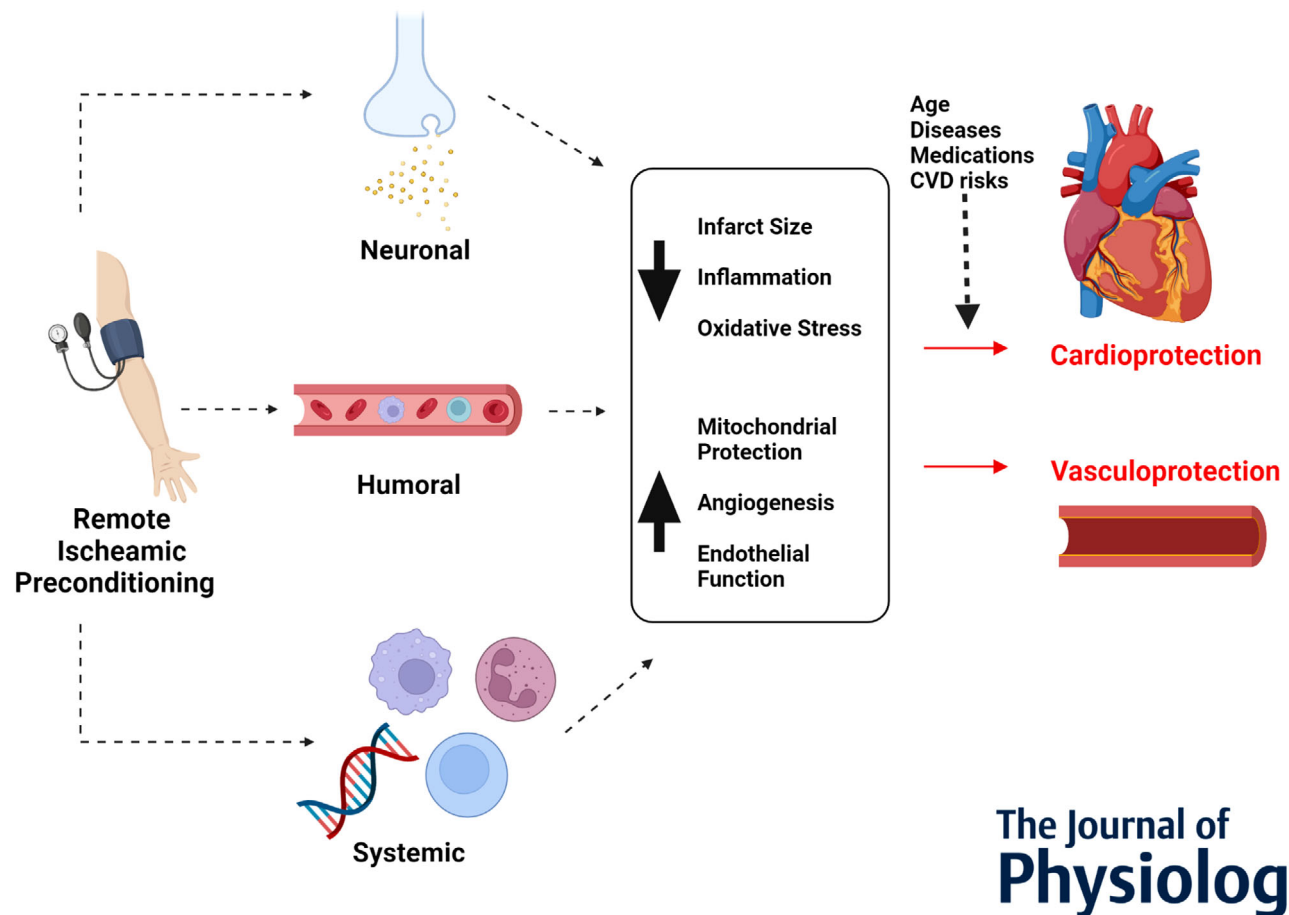 Neuronal
Remote
Ischeamic
Preconditioning
Humoral
Systemic
Infarct Size
Inflammation
Oxidative Stress
Mitochondrial
Protection
Angiogenesis
Endothelial
Function
Age
Diseases
Medications
CVD risks
Cardioprotection
Vasculoprotection
The Journal of
Physiolog